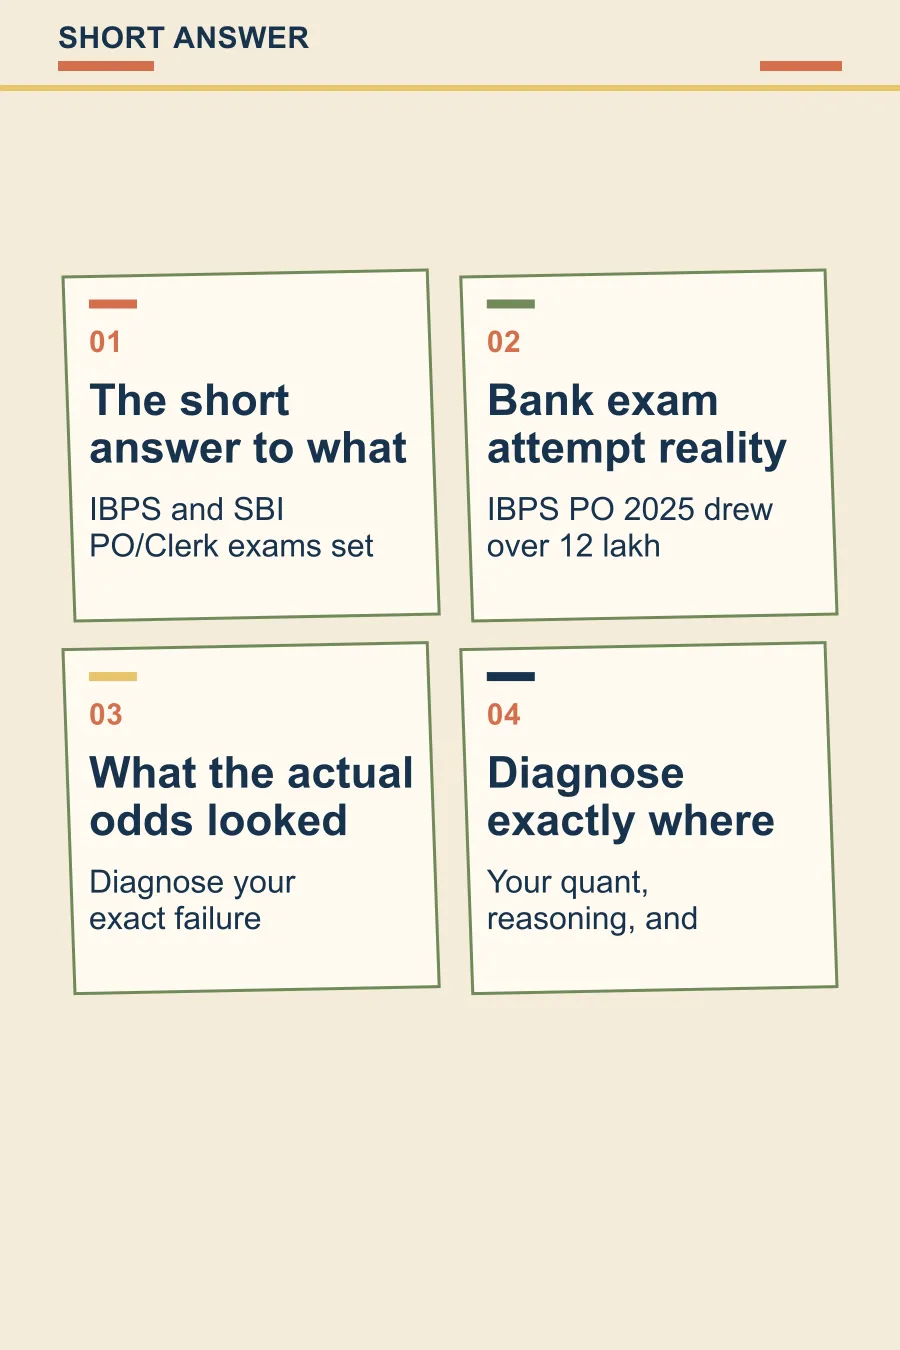 SHORT ANSWER
01
The short
answer to what
IBPS and SBI
PO/Clerk exams set
02
Bank exam
attempt reality
IBPS PO 2025 drew
over 12 lakh
03
What the actual
odds looked
Diagnose your
exact failure
04
Diagnose
exactly where
Your quant,
reasoning, and